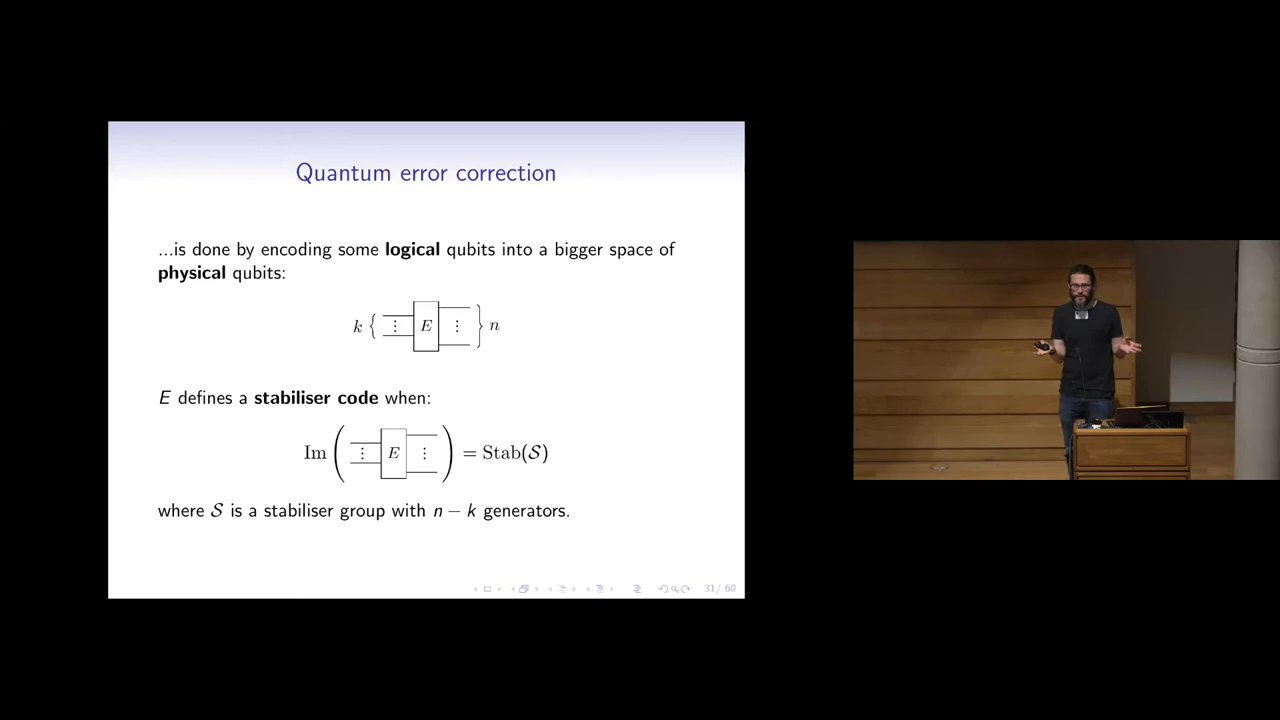 Quantum error correction
...is done by encoding some logical qubits into a bigger space of
physical qubits:
k { ⋮ E ⋮ } n
E defines a stabiliser code when:
Im ( ⋮ E ⋮ ) = Stab(𝒮)
where 𝒮 is a stabiliser group with n − k generators.
31/ 60